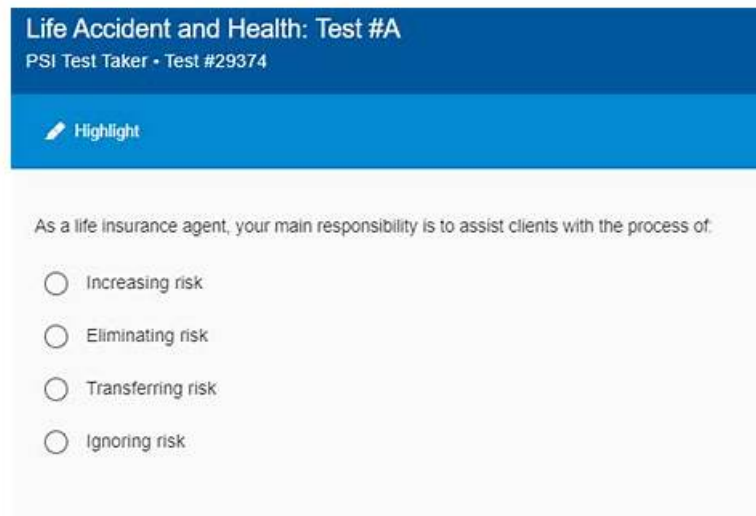 Life Accident and Health: Test #A
PSI Test Taker • Test #29374
Highlight
As a life insurance agent, your main responsibility is to assist clients with the process of:
Increasing risk
Eliminating risk
Transferring risk
Ignoring risk